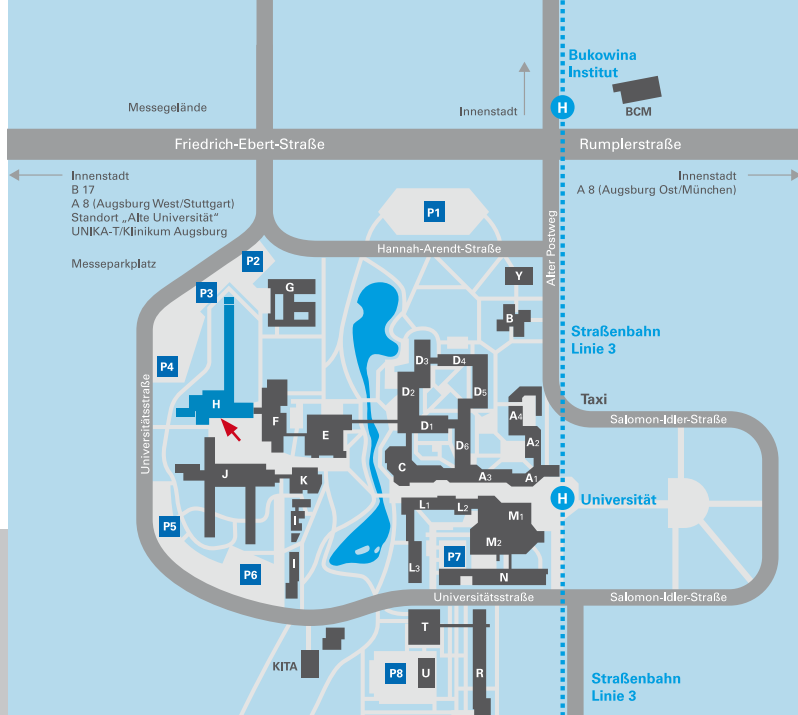 Bukowina
Institut
H
BCM
Messegelände
Innenstadt
Friedrich-Ebert-Straße
Rumplerstraße
Innenstadt
B 17
A 8 (Augsburg West/Stuttgart)
Standort „Alte Universität“
UNIKA-T/Klinikum Augsburg
Messeparkplatz
Innenstadt
A 8 (Augsburg Ost/München)
P1
Hannah-Arendt-Straße
Alter Postweg
P2
P3
P4
G
Y
B
Straßenbahn
Linie 3
D3
D4
D2
D5
D1
D6
H
F
E
C
A4
A2
A3
A1
Taxi
Salomon-Idler-Straße
Universitätsstraße
J
K
I
I
L1
L2
L3
M1
M2
N
H
Universität
P5
P6
P7
Universitätsstraße
Salomon-Idler-Straße
T
KITA
P8
U
R
Straßenbahn
Linie 3